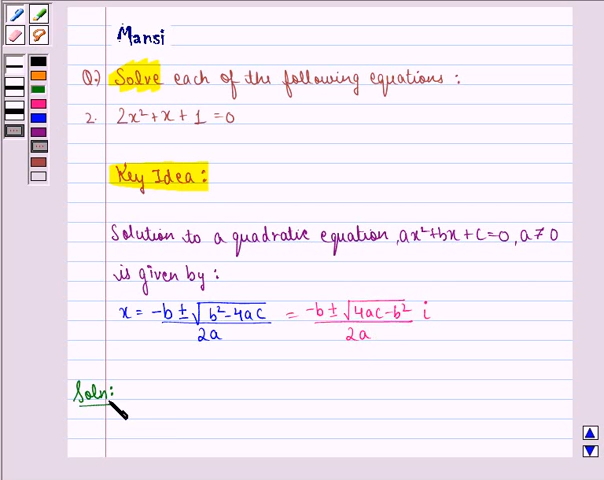 Mansi
Q.) Solve each of the following equations :
2. 2x² + x + 1 = 0
Key Idea :
Solution to a quadratic equation, ax² + bx + c = 0, a ≠ 0
is given by :
x = -b ± √(b² - 4ac) / 2a = -b ± √(4ac - b²) i / 2a
Soln :